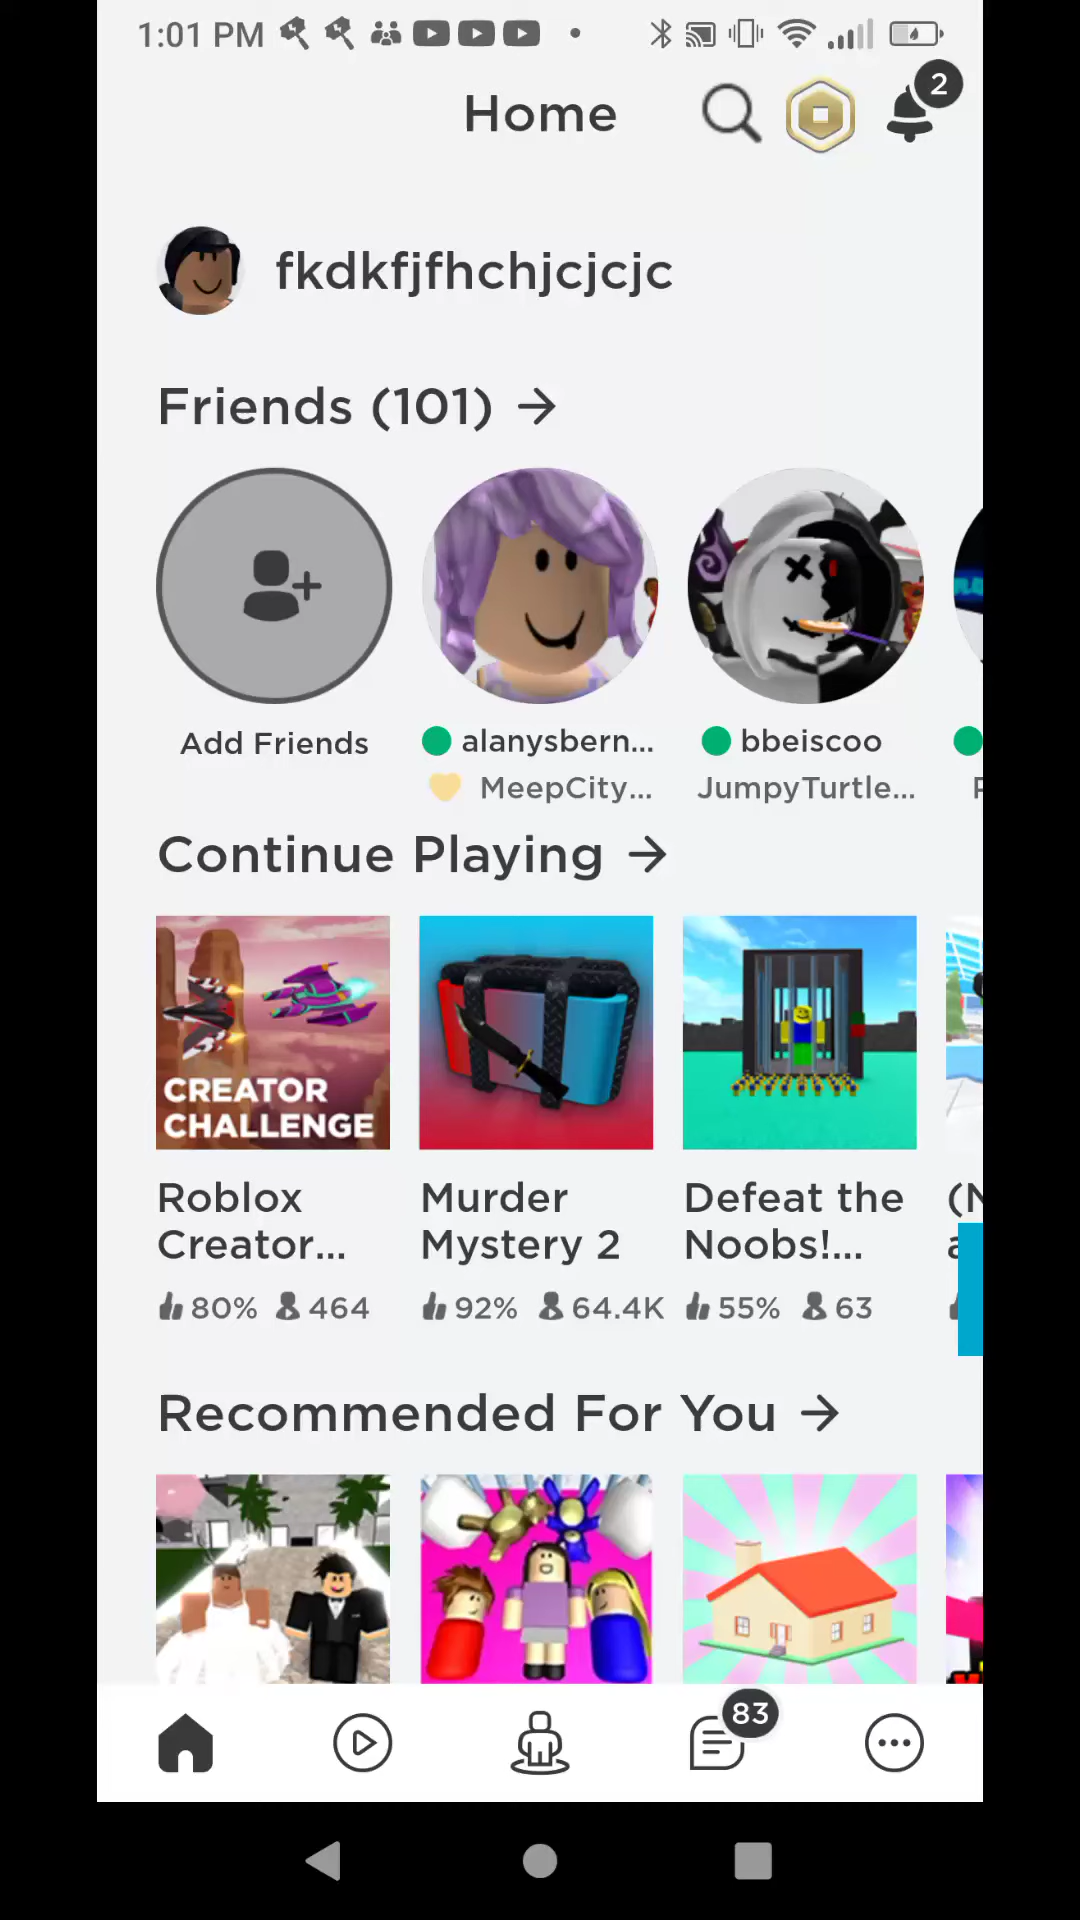 1:01 PM
Home
2
fkdkfjfhchjcjcjc
Friends (101)
Add Friends
alanysbern...
bbeiscoo
MeepCity...
JumpyTurtle...
Continue Playing
CREATOR
CHALLENGE
Roblox
Creator...
Murder
Mystery 2
Defeat the
Noobs!...
80% 464
92% 64.4K
55% 63
Recommended For You
83